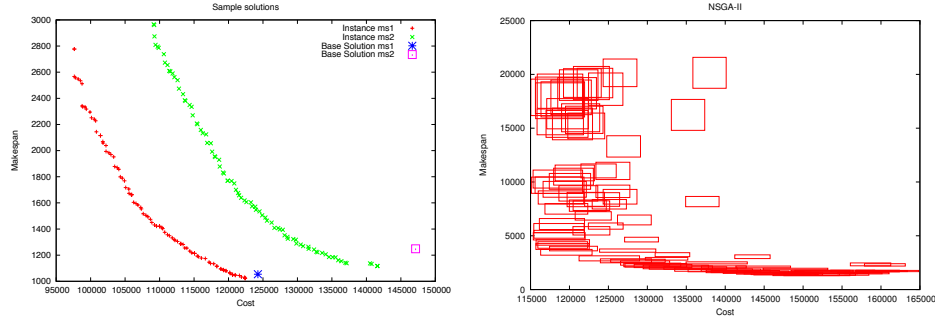 Sample solutions
3000
2800
2600
2400
2200
2000
1800
1600
1400
1200
1000
Makespan
95000 100000 105000 110000 115000 120000 125000 130000 135000 140000 145000
Cost
Instance ms1
Instance ms2
Base Solution ms1
Base Solution ms2
NSGA-II
25000
20000
15000
10000
5000
0
Makespan
115000 120000 125000 130000 135000 140000 145000 150000 155000 160000 165000
Cost